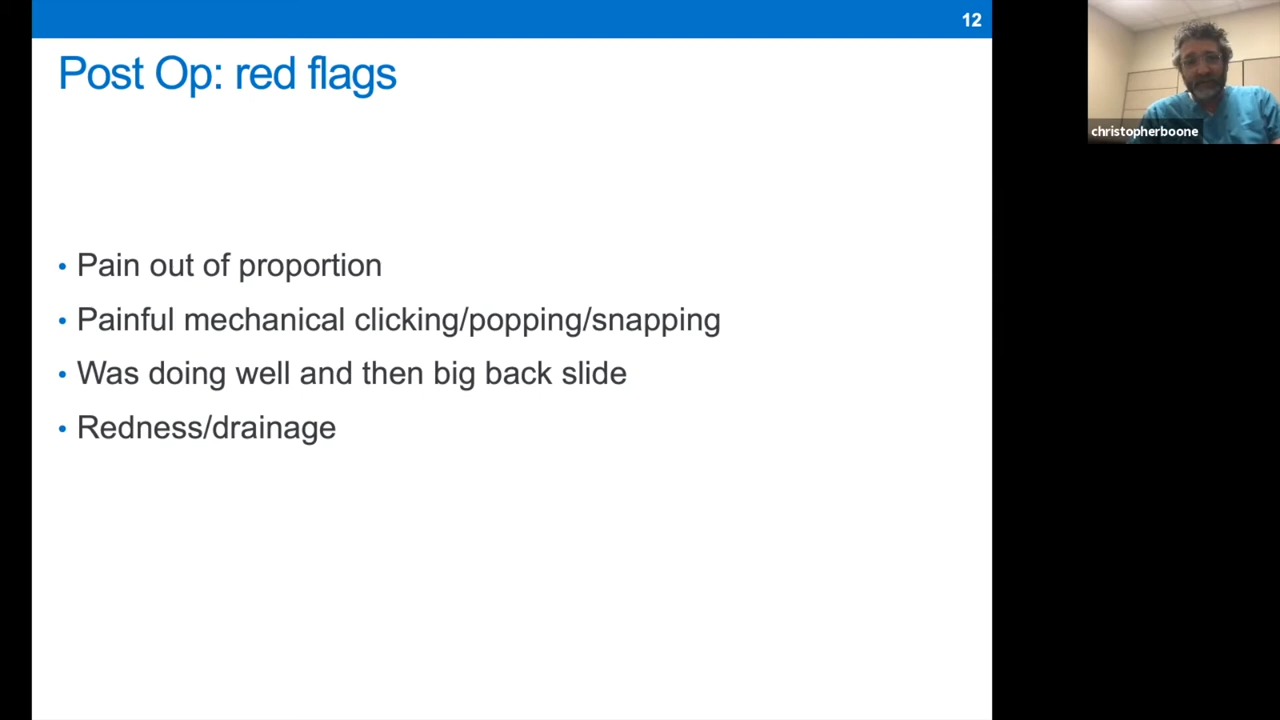 12
Post Op: red flags
• Pain out of proportion
• Painful mechanical clicking/popping/snapping
• Was doing well and then big back slide
• Redness/drainage
christopherboone